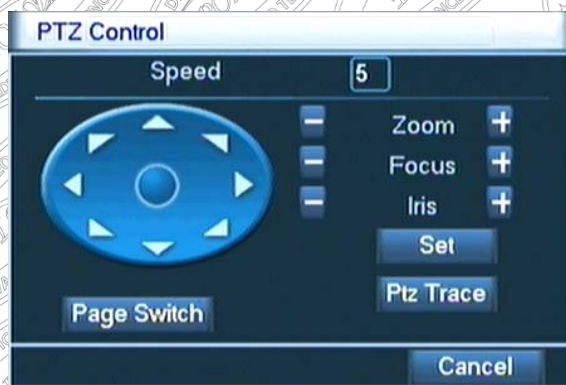 PTZ Control
Speed 5
- Zoom +
- Focus +
- Iris +
Set
Ptz Trace
Page Switch
Cancel